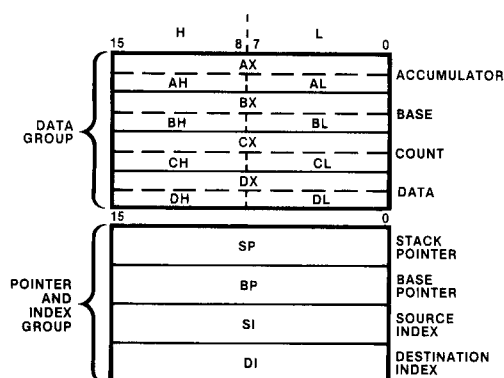 H L
15 8 7 0
AX
AH AL ACCUMULATOR
BX
BH BL BASE
DATA
GROUP
CX
CH CL COUNT
DX
DH DL DATA
15 0
SP STACK
POINTER
BP BASE
POINTER
POINTER
AND
INDEX
GROUP
SI SOURCE
INDEX
DI DESTINATION
INDEX